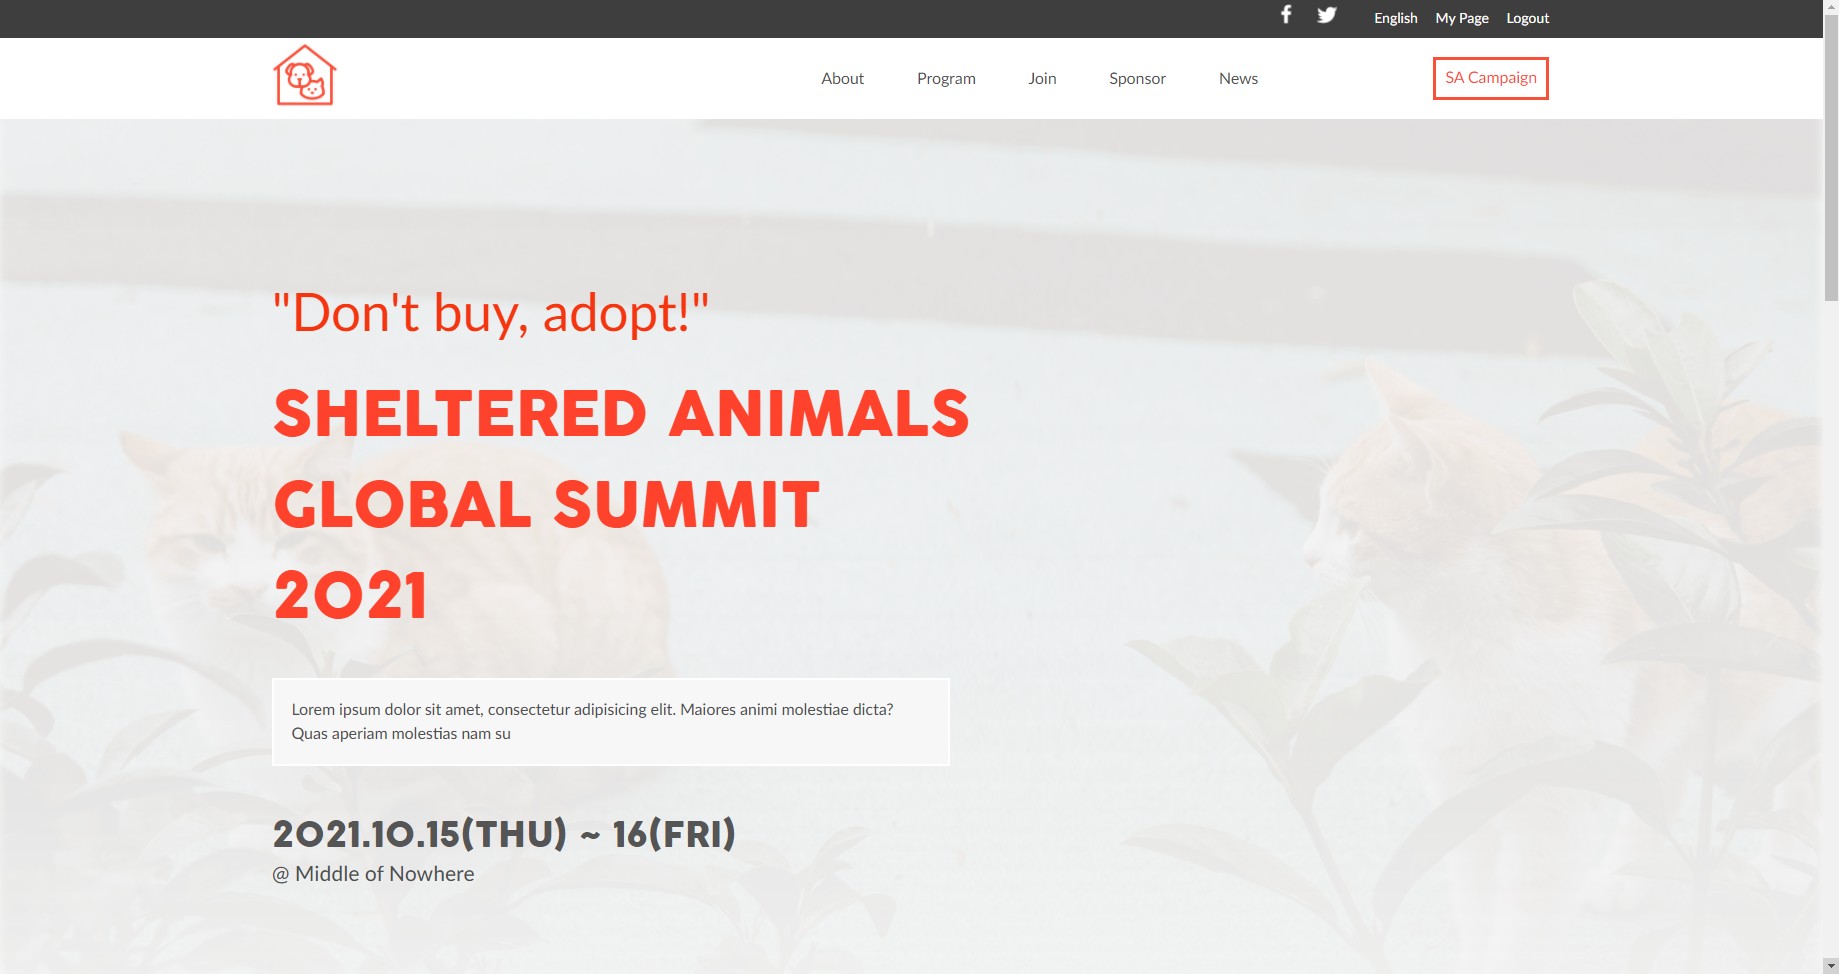 English My Page Logout
About Program Join Sponsor News SA Campaign
"Don't buy, adopt!"
SHELTERED ANIMALS
GLOBAL SUMMIT
2021
Lorem ipsum dolor sit amet, consectetur adipisicing elit. Maiores animi molestiae dicta?
Quas aperiam molestias nam su
2021.10.15(THU) ~ 16(FRI)
@ Middle of Nowhere